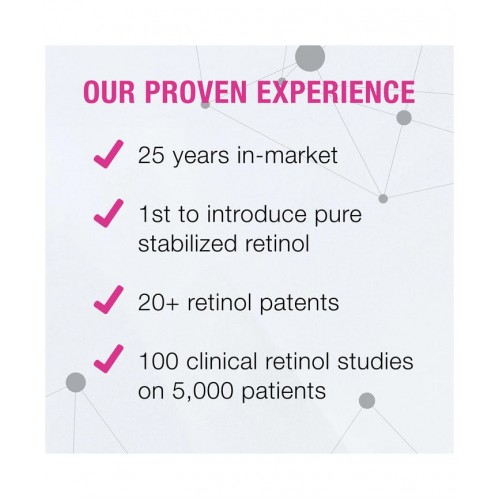 OUR PROVEN EXPERIENCE
25 years in-market
1st to introduce pure
stabilized retinol
20+ retinol patents
100 clinical retinol studies
on 5,000 patients